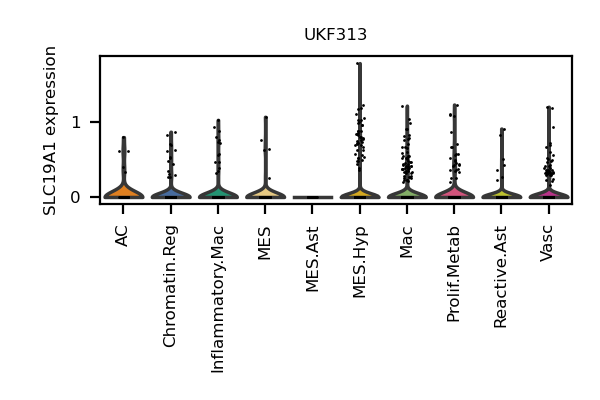 UKF313
SLC19A1 expression
1
0
AC
Chromatin.Reg
Inflammatory.Mac
MES
MES.Ast
MES.Hyp
Mac
Prolif.Metab
Reactive.Ast
Vasc